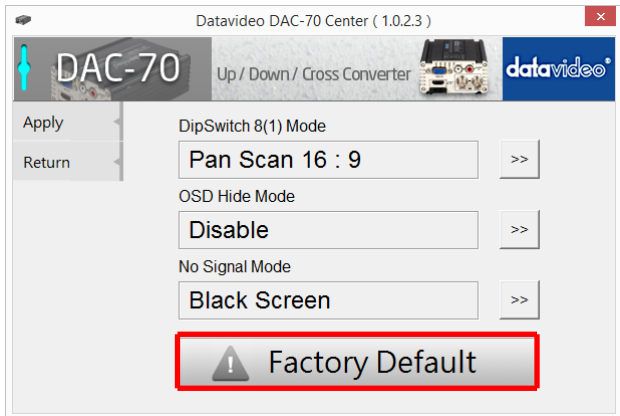 Datavideo DAC-70 Center ( 1.0.2.3 )
DAC-70
Up / Down / Cross Converter
datavideo
Apply
Return
DipSwitch 8(1) Mode
Pan Scan 16 : 9
>>
OSD Hide Mode
Disable
>>
No Signal Mode
Black Screen
>>
Factory Default